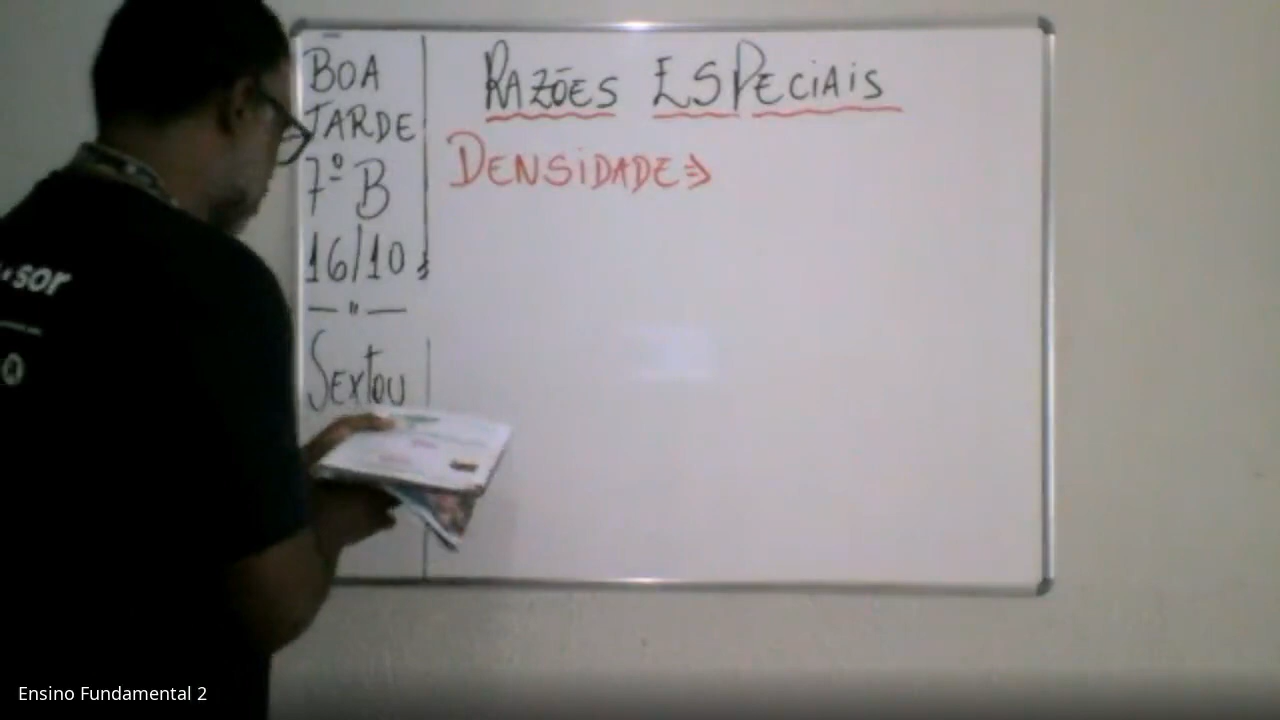 BOA
TARDE
7º B
16/10
— " —
SEXTOU
RAZÕES ESPECIAIS
DENSIDADE ⇒
Ensino Fundamental 2